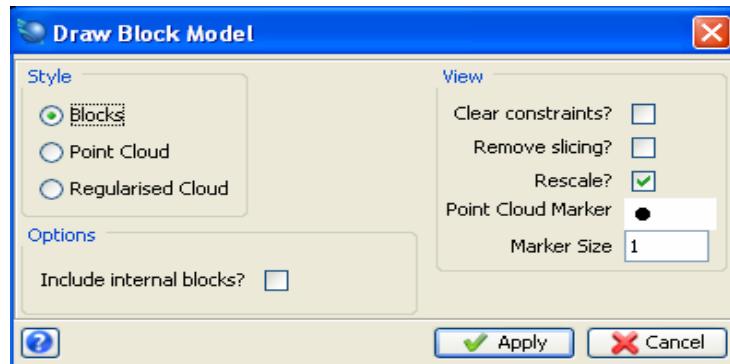 Draw Block Model
Style
Blocks
Point Cloud
Regularised Cloud
Options
Include internal blocks?
View
Clear constraints?
Remove slicing?
Rescale?
Point Cloud Marker
Marker Size 1
?
Apply
Cancel